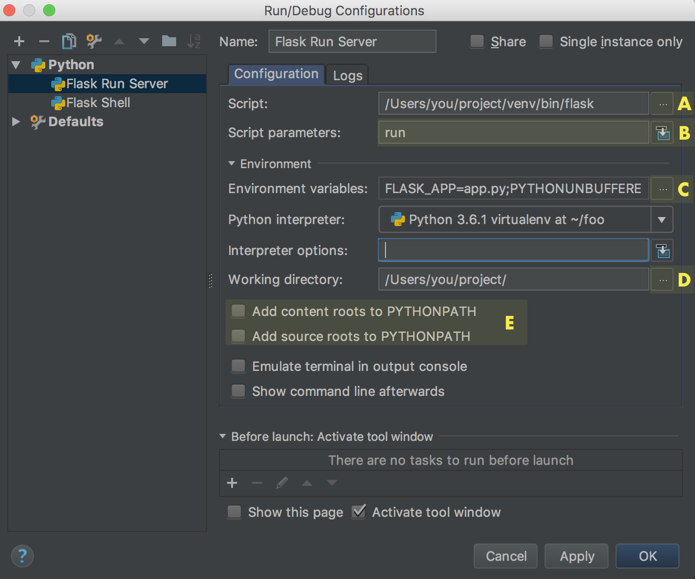 Run/Debug Configurations
Name: Flask Run Server Share Single instance only
Python
Flask Run Server
Flask Shell
Defaults
Configuration Logs
Script: /Users/you/project/venv/bin/flask ... A
Script parameters: run B
Environment
Environment variables: FLASK_APP=app.py;PYTHONUNBUFFERE ... C
Python interpreter: Python 3.6.1 virtualenv at ~/foo
Interpreter options:
Working directory: /Users/you/project/ ... D
Add content roots to PYTHONPATH
Add source roots to PYTHONPATH
E
Emulate terminal in output console
Show command line afterwards
Before launch: Activate tool window
There are no tasks to run before launch
Show this page Activate tool window
? Cancel Apply OK